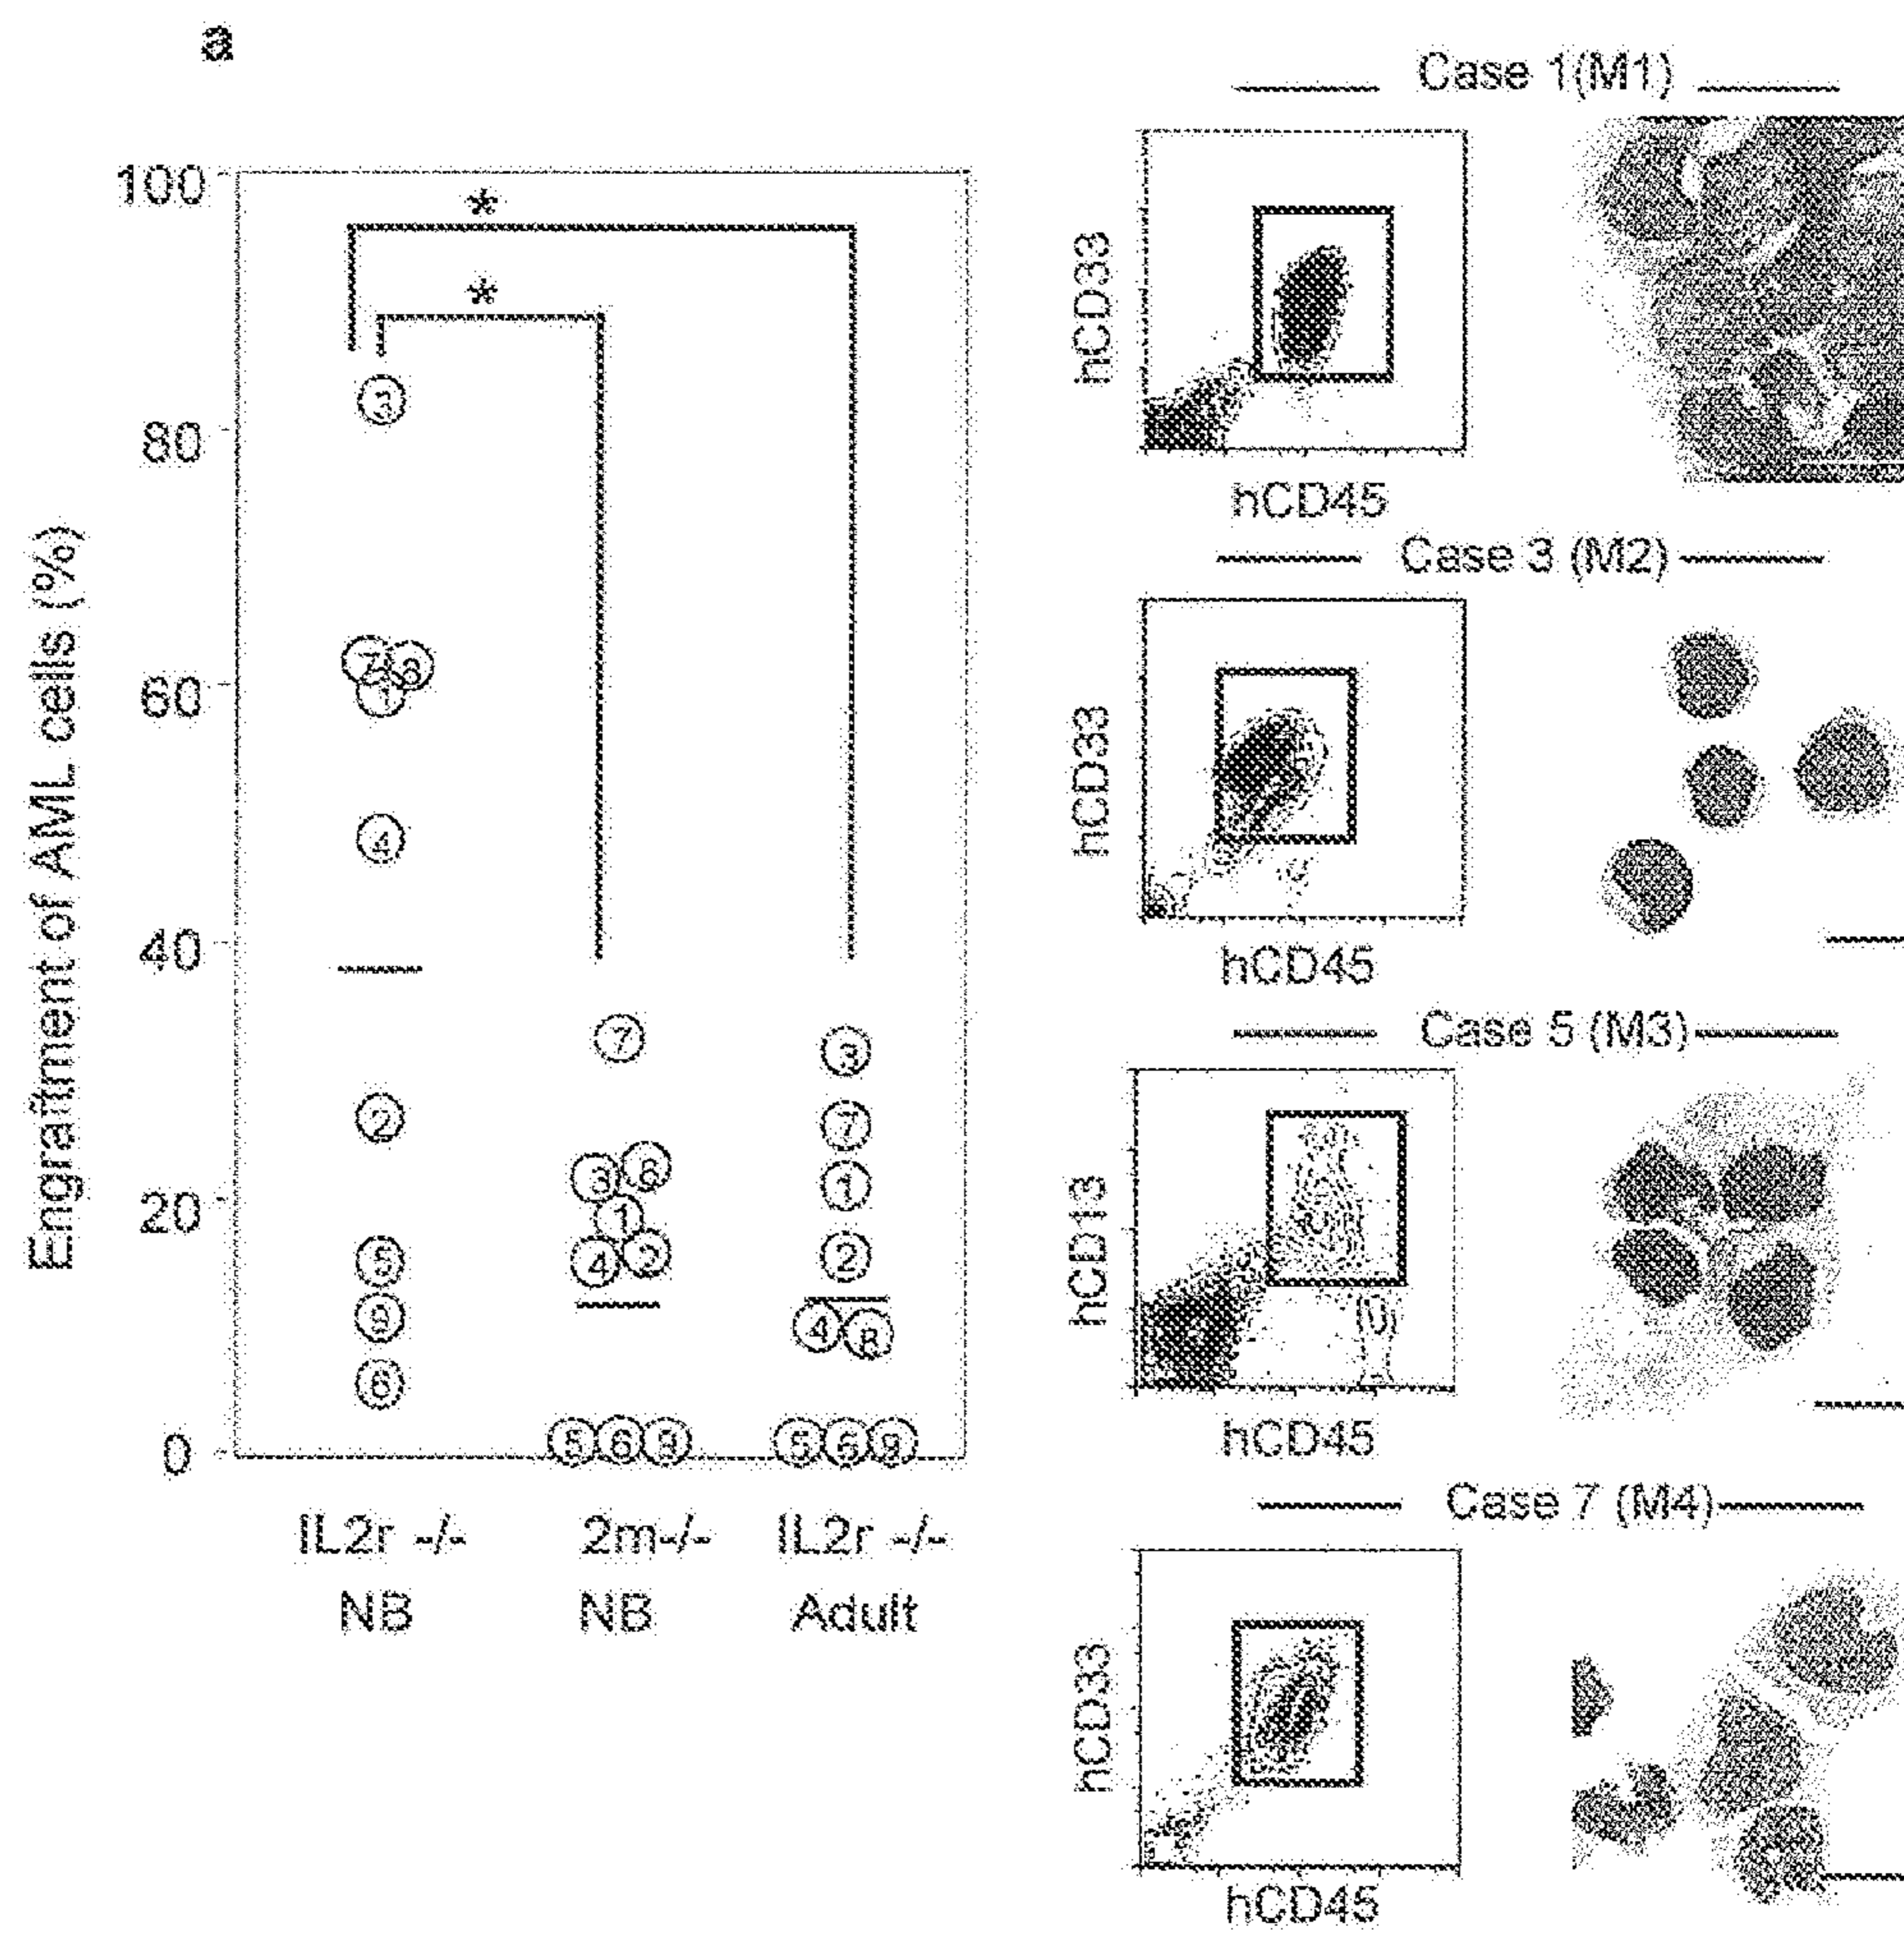 a
Engraftment of AML cells (%)
100
80
60
40
20
0
*
*
3
7 8
1
4
2
5
9
6
7
3 8
1
4 2
5 6 9
3
7
1
2
4 8
5 6 9
IL2r -/-
NB
2m-/-
NB
IL2r -/-
Adult
Case 1(M1)
hCD33
hCD45
Case 3 (M2)
hCD33
hCD45
Case 5 (M3)
hCD13
hCD45
Case 7 (M4)
hCD33
hCD45